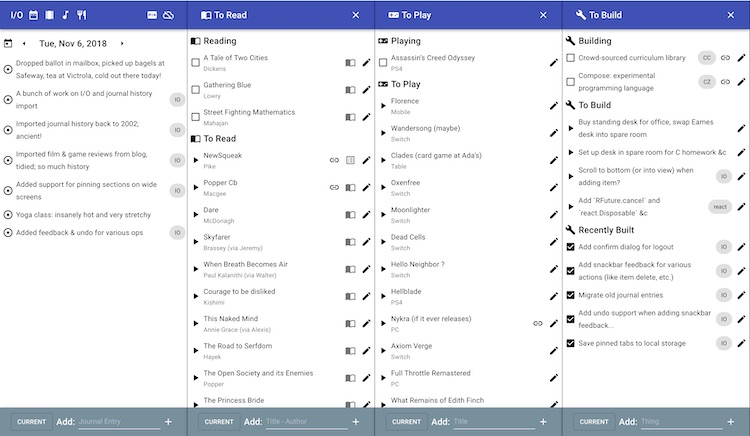 I/O
Tue, Nov 6, 2018
Dropped ballot in mailbox, picked up bagels at
Safeway, tea at Victrola, cold out there today!
A bunch of work on I/O and journal history
import
IO
Imported journal history back to 2002;
ancient!
IO
Imported film & game reviews from blog,
tidied; so much history
IO
Added support for pinning sections on wide
screens
IO
Yoga class: insanely hot and very stretchy
Added feedback & undo for various ops
IO
CURRENT
Add: Journal Entry
To Read
Reading
A Tale of Two Cities
Dickens
Gathering Blue
Lowry
Street Fighting Mathematics
Mahajan
To Read
NewSqueak
Pike
Popper Cb
Macgee
Dare
McDonagh
Skyfarer
Brassey (via Jeremy)
When Breath Becomes Air
Paul Kalanithi (via Walter)
Courage to be disliked
Kishimi
This Naked Mind
Annie Grace (via Alexis)
The Road to Serfdom
Hayek
The Open Society and its Enemies
Popper
The Princess Bride
CURRENT
Add: Title - Author
To Play
Playing
Assassin's Creed Odyssey
PS4
To Play
Florence
Mobile
Wandersong (maybe)
Switch
Clades (card game at Ada's)
Table
Oxenfree
Switch
Moonlighter
Switch
Dead Cells
Switch
Hello Neighbor ?
Switch
Hellblade
PS4
Nykra (if it ever releases)
PC
Axiom Verge
Switch
Full Throttle Remastered
PC
What Remains of Edith Finch
CURRENT
Add: Title
To Build
Building
Crowd-sourced curriculum library
CC
Compose: experimental
programming language
CZ
To Build
Buy standing desk for office, swap Eames
desk into spare room
Set up desk in spare room for C homework &c
Scroll to bottom (or into view) when
adding item?
IO
Add `RFuture.cancel` and
`react.Disposable` &c
react
Recently Built
Add confirm dialog for logout
IO
Add snackbar feedback for various
actions (like item delete, etc.)
IO
Migrate old journal entries
IO
Add undo support when adding snackbar
feedback...
IO
Save pinned tabs to local storage
IO
CURRENT
Add: Thing